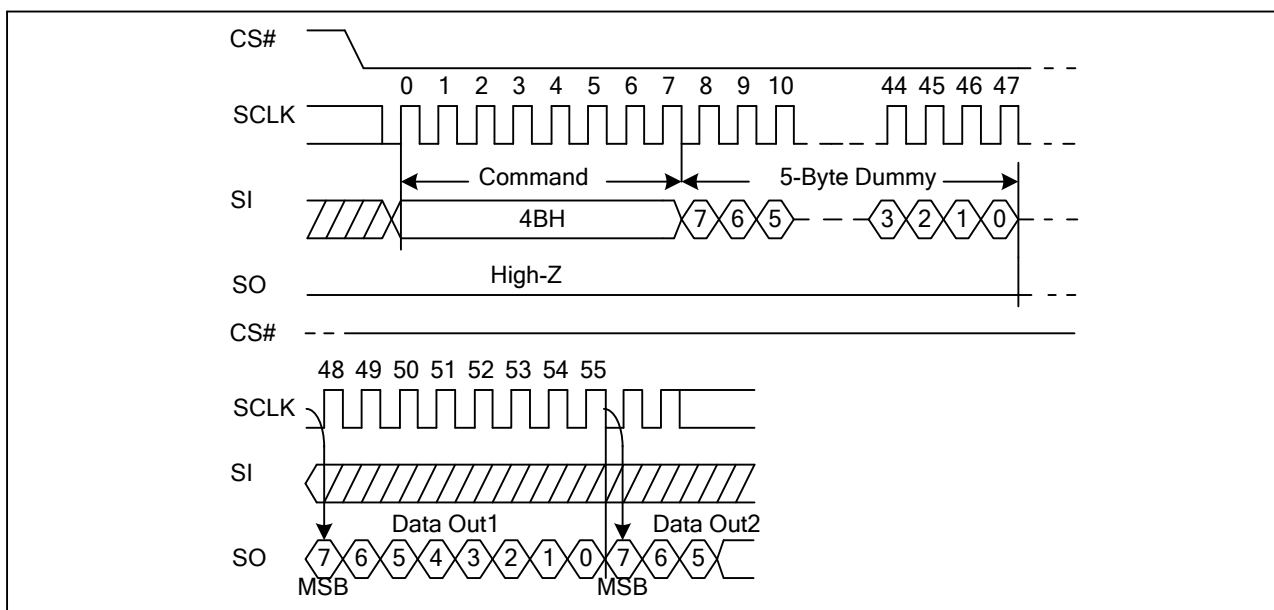 CS#
0 1 2 3 4 5 6 7 8 9 10 44 45 46 47
SCLK
Command 5-Byte Dummy
SI
4BH 7 6 5 3 2 1 0
High-Z
SO
CS#
48 49 50 51 52 53 54 55
SCLK
SI
Data Out1 Data Out2
SO 7 6 5 4 3 2 1 0 7 6 5
MSB MSB